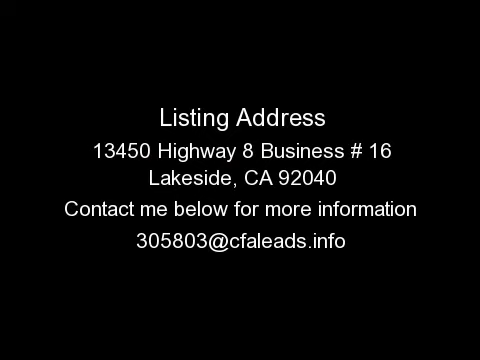 Listing Address
13450 Highway 8 Business # 16
Lakeside, CA 92040
Contact me below for more information
305803@cfaleads.info